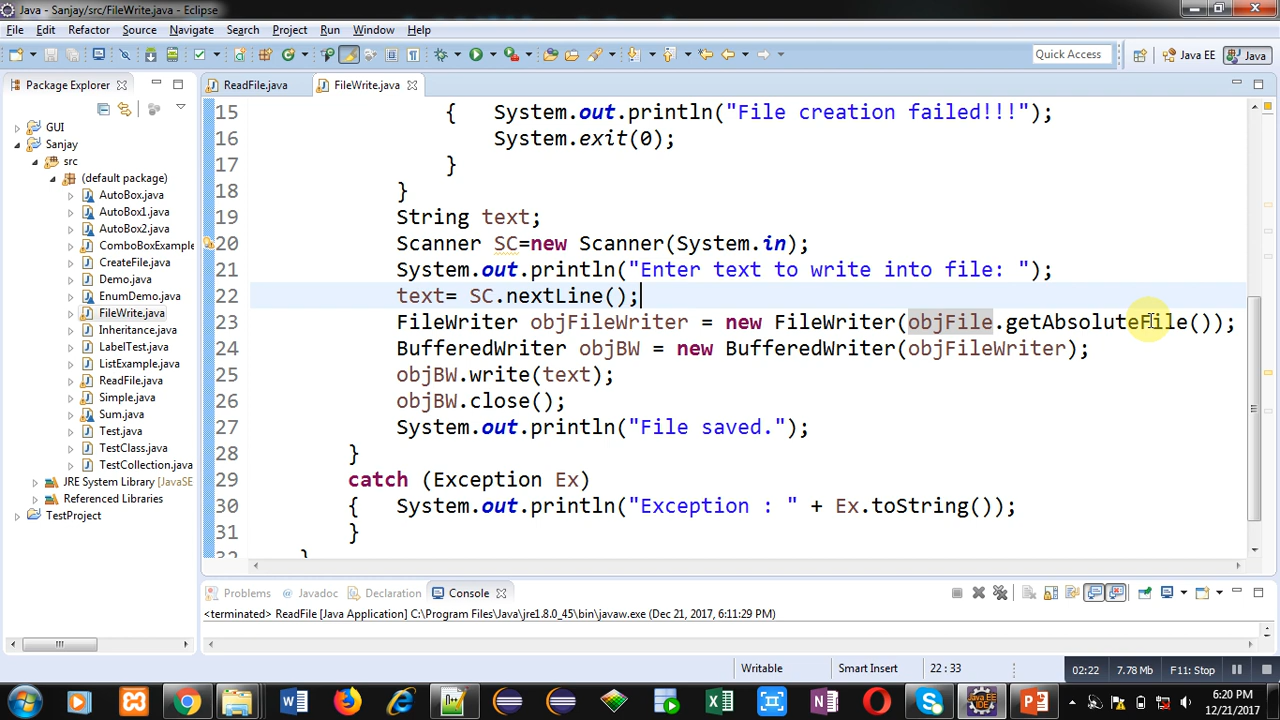 Java - Sanjay/src/FileWrite.java - Eclipse
File Edit Refactor Source Navigate Search Project Run Window Help
Quick Access Java EE Java
Package Explorer
ReadFile.java FileWrite.java
GUI
Sanjay
src
(default package)
AutoBox.java
AutoBox1.java
AutoBox2.java
ComboBoxExample
CreateFile.java
Demo.java
EnumDemo.java
FileWrite.java
Inheritance.java
LabelTest.java
ListExample.java
ReadFile.java
Simple.java
Sum.java
Test.java
TestClass.java
TestCollection.java
JRE System Library [JavaSE
Referenced Libraries
TestProject
15 { System.out.println("File creation failed!!!");
16 System.exit(0);
17 }
18 }
19 String text;
20 Scanner SC=new Scanner(System.in);
21 System.out.println("Enter text to write into file: ");
22 text= SC.nextLine();
23 FileWriter objFileWriter = new FileWriter(objFile.getAbsoluteFile());
24 BufferedWriter objBW = new BufferedWriter(objFileWriter);
25 objBW.write(text);
26 objBW.close();
27 System.out.println("File saved.");
28 }
29 catch (Exception Ex)
30 { System.out.println("Exception : " + Ex.toString());
31 }
32 }
Problems Javadoc Declaration Console
<terminated> ReadFile [Java Application] C:\Program Files\Java\jre1.8.0_45\bin\javaw.exe (Dec 21, 2017, 6:11:29 PM)
Writable Smart Insert 22 : 33 02:22 7.78 MB F11: Stop
6:20 PM
12/21/2017